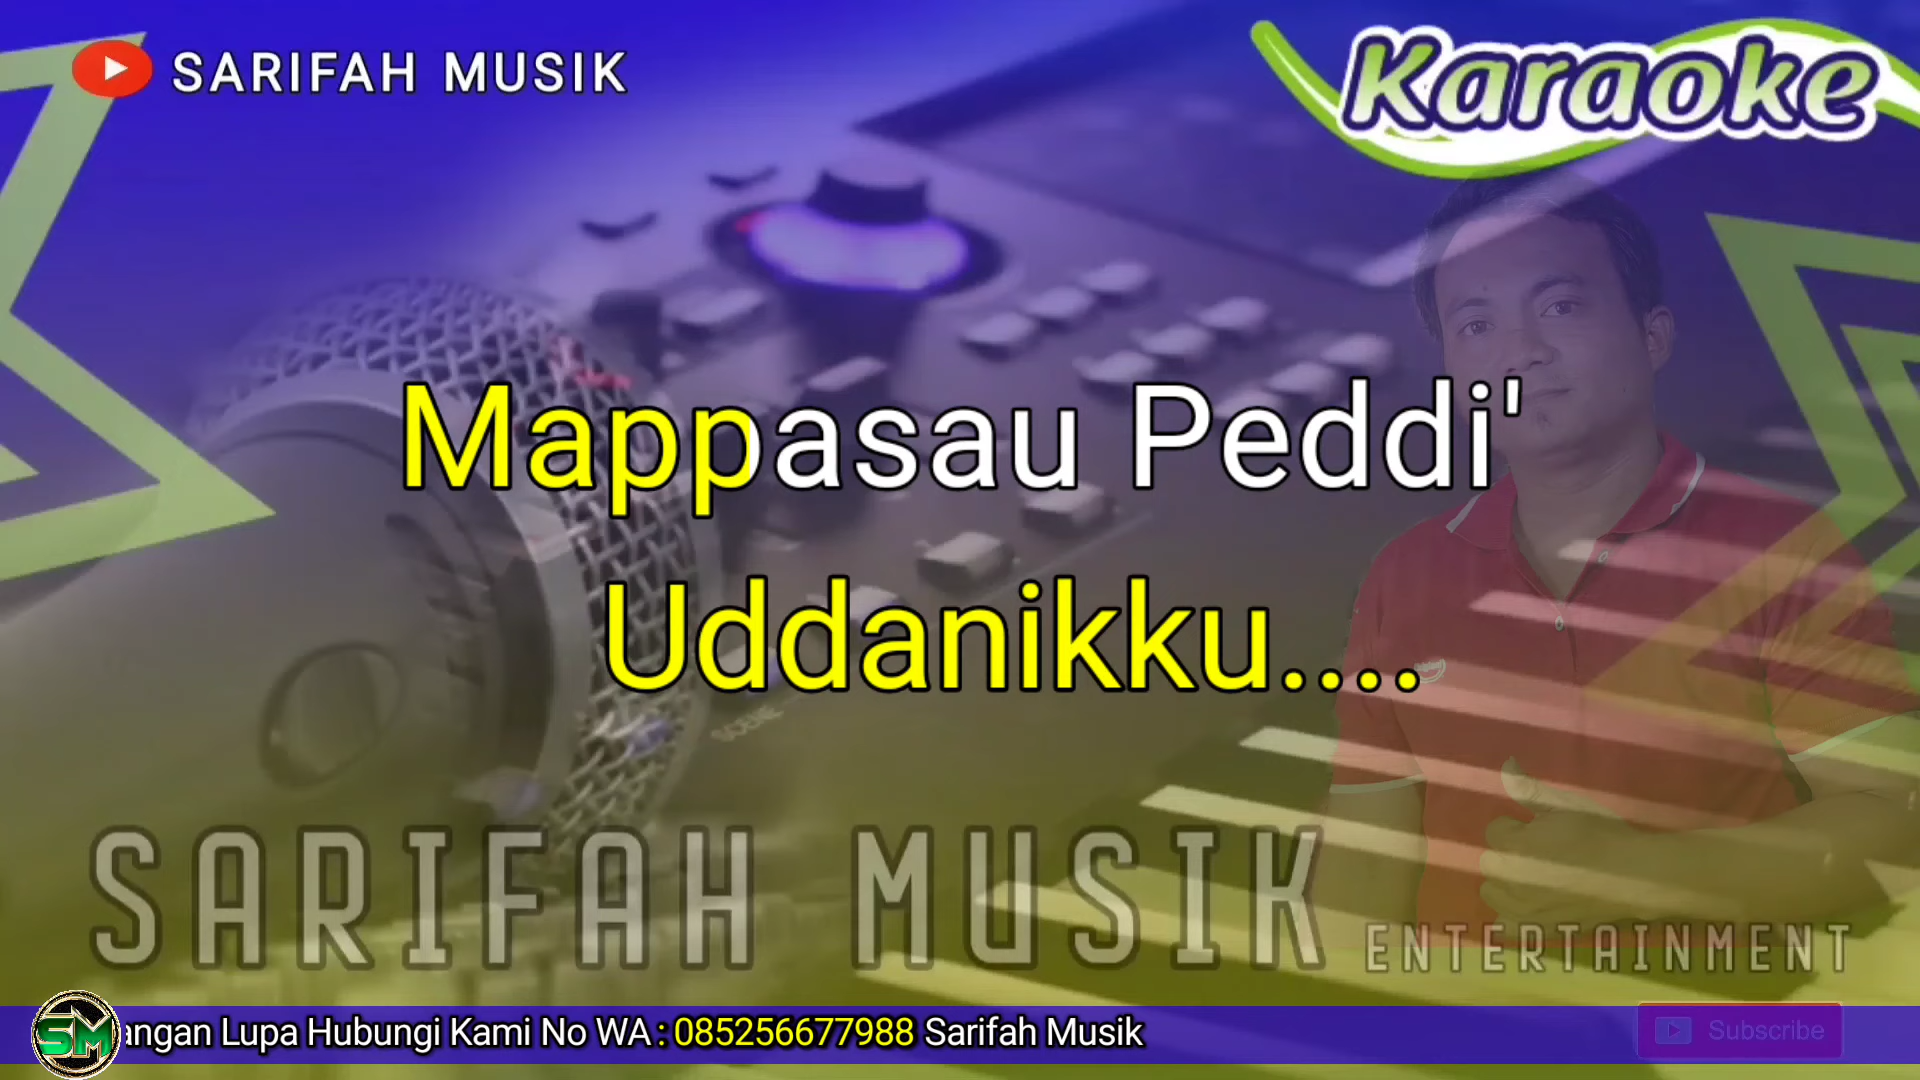 SARIFAH MUSIK
Karaoke
Mappasau Peddi'
Uddanikku....
SCENE
SARIFAH MUSIK ENTERTAINMENT
angan Lupa Hubungi Kami No WA : 085256677988 Sarifah Musik
SM
Subscribe